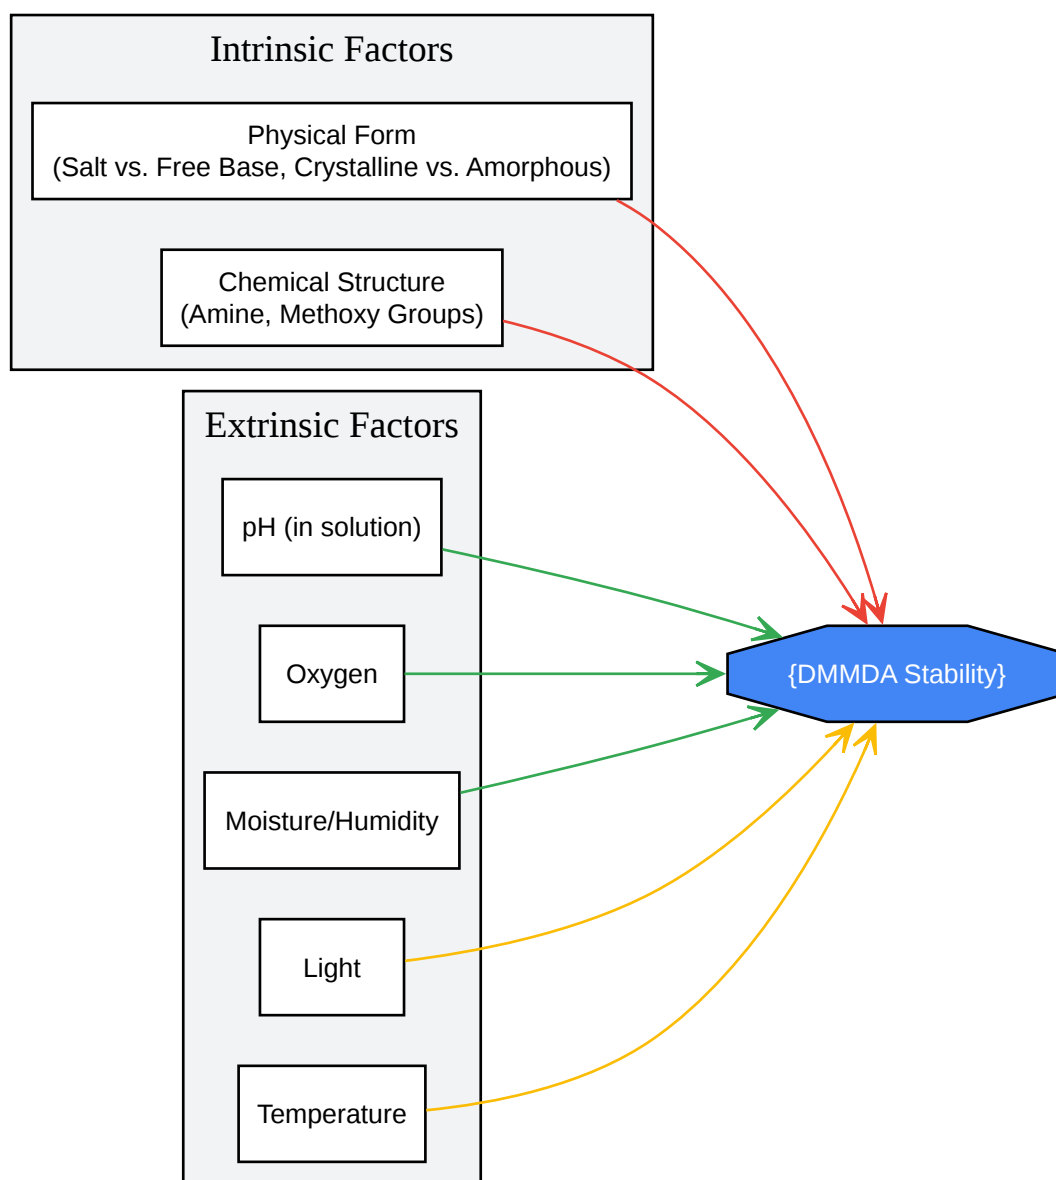 Intrinsic Factors
Physical Form
(Salt vs. Free Base, Crystalline vs. Amorphous)
Chemical Structure
(Amine, Methoxy Groups)
Extrinsic Factors
pH (in solution)
Oxygen
{DMMDA Stability}
Moisture/Humidity
Light
Temperature